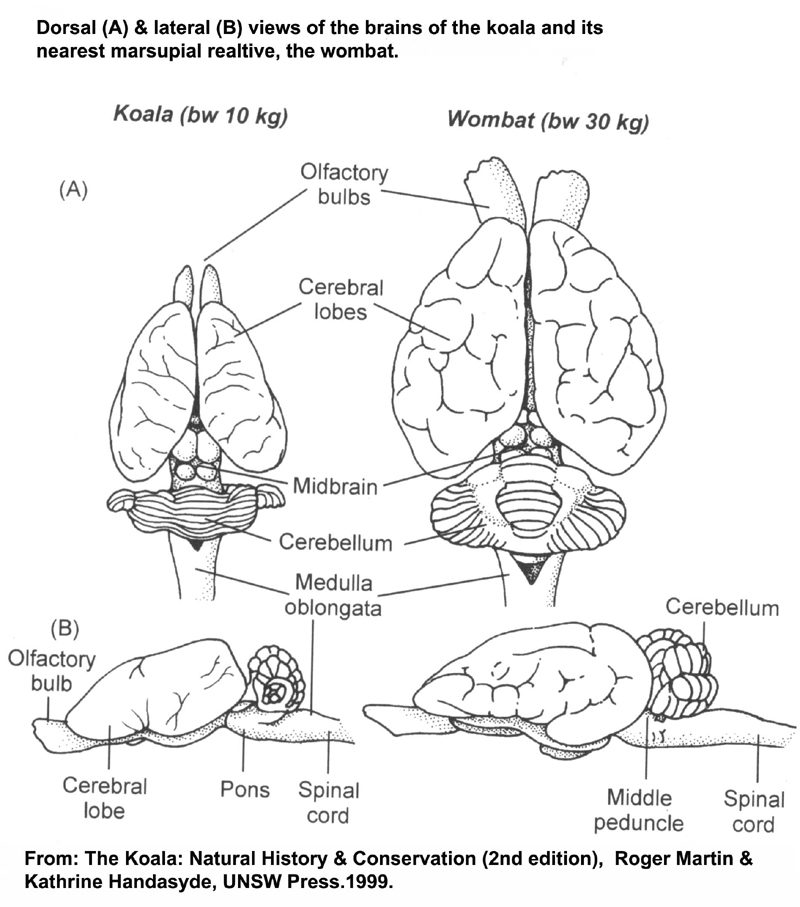 Dorsal (A) & lateral (B) views of the brains of the koala and its
nearest marsupial realtive, the wombat.
Koala (bw 10 kg)
Wombat (bw 30 kg)
(A)
Olfactory
bulbs
Cerebral
lobes
Midbrain
Cerebellum
Medulla
oblongata
(B)
Olfactory
bulb
Cerebellum
Cerebral
lobe
Pons
Spinal
cord
Middle
peduncle
Spinal
cord
From: The Koala: Natural History & Conservation (2nd edition), Roger Martin &
Kathrine Handasyde, UNSW Press.1999.